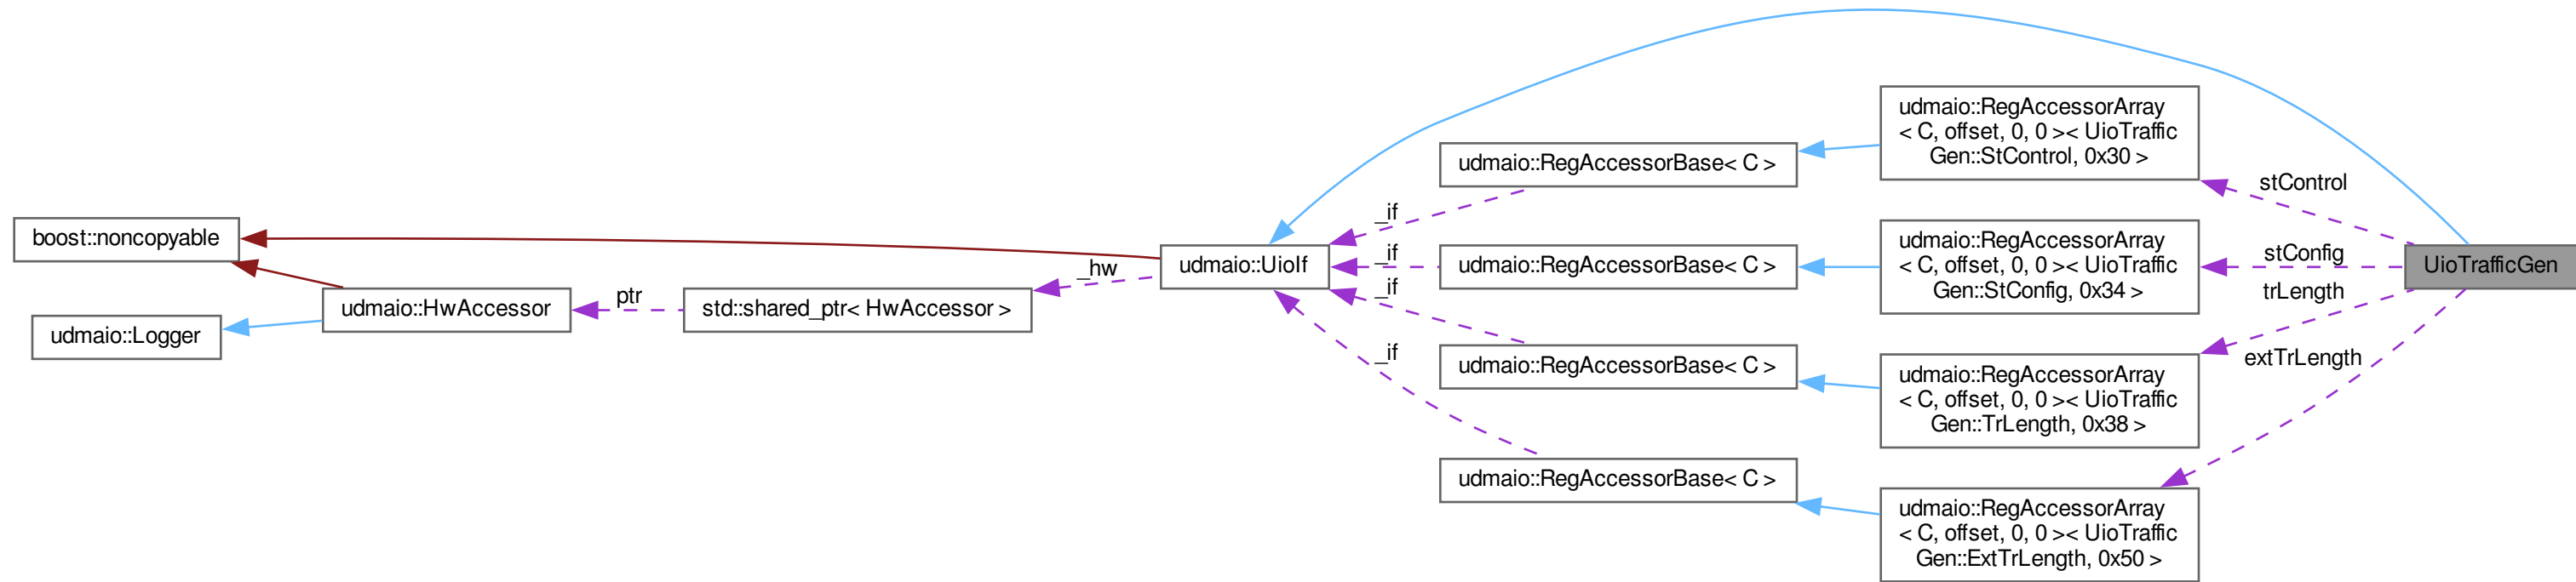 boost::noncopyable
udmaio::Logger
udmaio::HwAccessor
ptr
std::shared_ptr< HwAccessor >
_hw
udmaio::UioIf
_if
_if
_if
_if
udmaio::RegAccessorBase< C >
udmaio::RegAccessorBase< C >
udmaio::RegAccessorBase< C >
udmaio::RegAccessorBase< C >
udmaio::RegAccessorArray
< C, offset, 0, 0 >< UioTraffic
Gen::StControl, 0x30 >
udmaio::RegAccessorArray
< C, offset, 0, 0 >< UioTraffic
Gen::StConfig, 0x34 >
udmaio::RegAccessorArray
< C, offset, 0, 0 >< UioTraffic
Gen::TrLength, 0x38 >
udmaio::RegAccessorArray
< C, offset, 0, 0 >< UioTraffic
Gen::ExtTrLength, 0x50 >
stControl
stConfig
trLength
extTrLength
UioTrafficGen